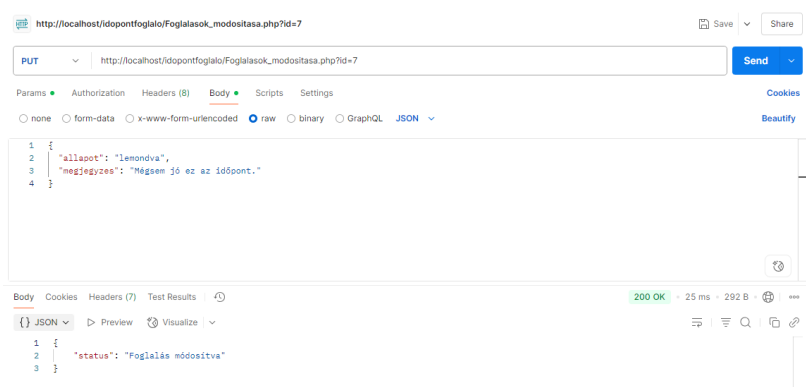 HTTP http://localhost/idopontfoglalo/Foglalasok_modositasa.php?id=7 Save Share
PUT http://localhost/idopontfoglalo/Foglalasok_modositasa.php?id=7 Send
Params Authorization Headers (8) Body Scripts Settings Cookies
none form-data x-www-form-urlencoded raw binary GraphQL JSON Beautify
1 {
2 "allapot": "lemondva",
3 "megjegyzes": "Mégsem jó ez az időpont."
4 }
Body Cookies Headers (7) Test Results 200 OK 25 ms 292 B
{} JSON Preview Visualize
1 {
2 "status": "Foglalás módosítva"
3 }